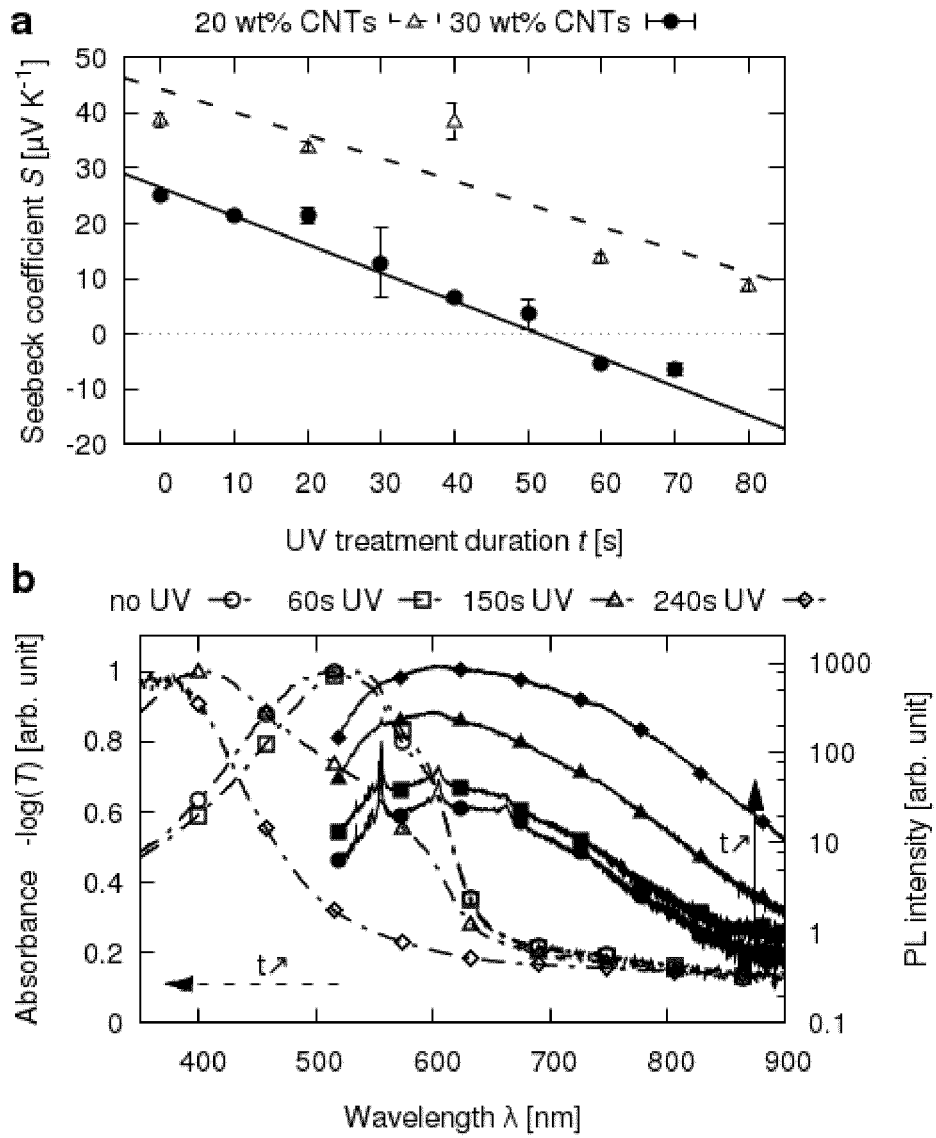 a
20 wt% CNTs 30 wt% CNTs
Seebeck coefficient S [µV K⁻¹]
50
40
30
20
10
0
-10
-20
0 10 20 30 40 50 60 70 80
UV treatment duration t [s]
b
no UV 60s UV 150s UV 240s UV
Absorbance -log(T) [arb. unit]
1
0.8
0.6
0.4
0.2
0
t↗
t↗
1000
100
10
1
0.1
PL intensity [arb. unit]
400 500 600 700 800 900
Wavelength λ [nm]